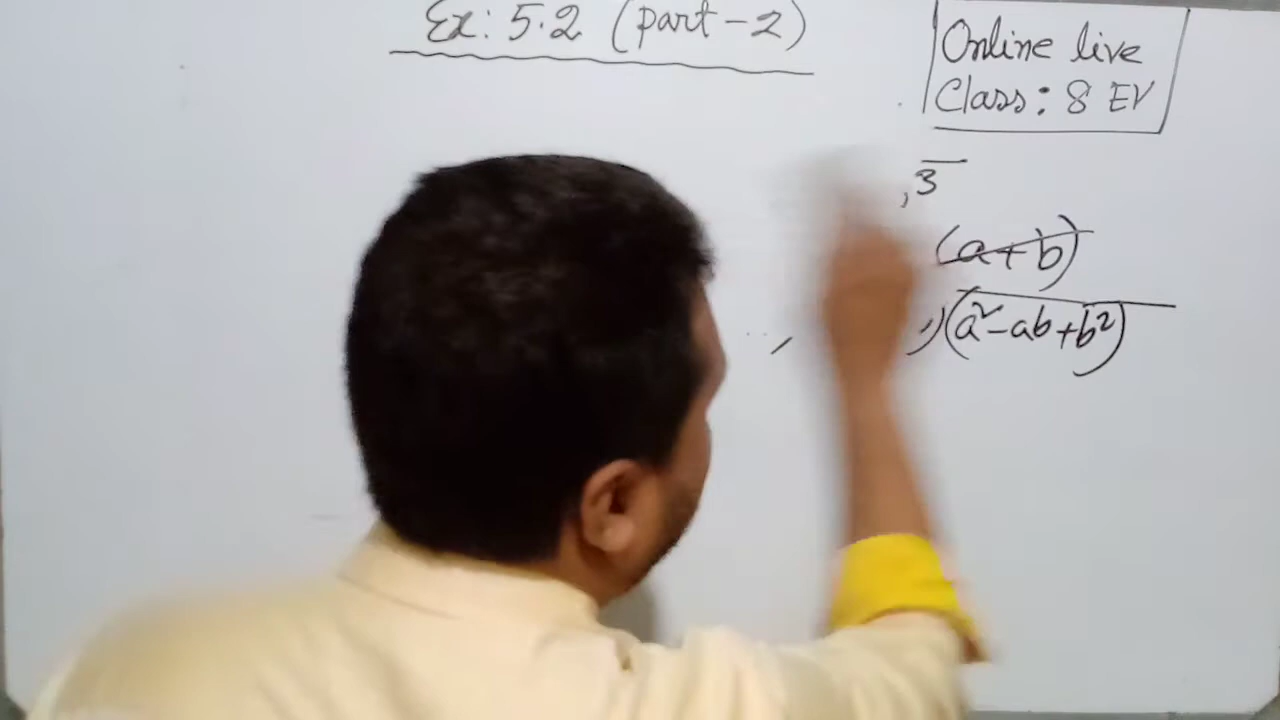 Ex: 5.2 (part-2)
Online live
Class: 8 EV
, 3
(a+b)
)(a²-ab+b²)